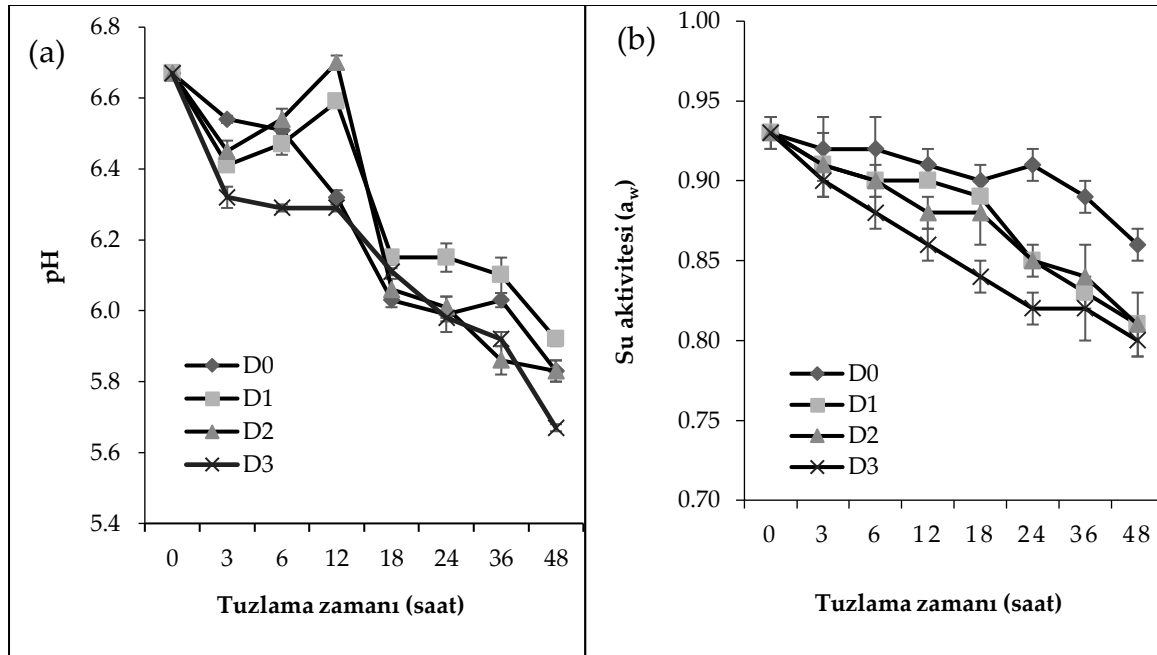 (a)
pH
6.8
6.6
6.4
6.2
6.0
5.8
5.6
5.4
D0
D1
D2
D3
0 3 6 12 18 24 36 48
Tuzlama zamanı (saat)
(b)
Su aktivitesi (aw)
1.00
0.95
0.90
0.85
0.80
0.75
0.70
D0
D1
D2
D3
0 3 6 12 18 24 36 48
Tuzlama zamanı (saat)